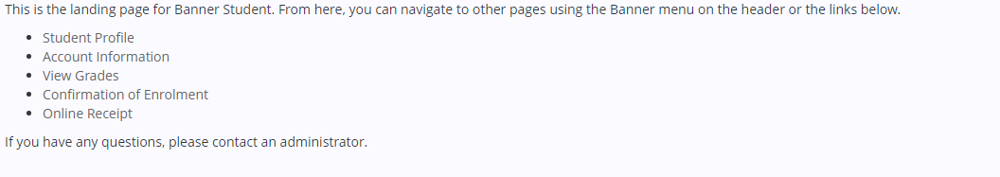 This is the landing page for Banner Student. From here, you can navigate to other pages using the Banner menu on the header or the links below.
• Student Profile
• Account Information
• View Grades
• Confirmation of Enrolment
• Online Receipt
If you have any questions, please contact an administrator.